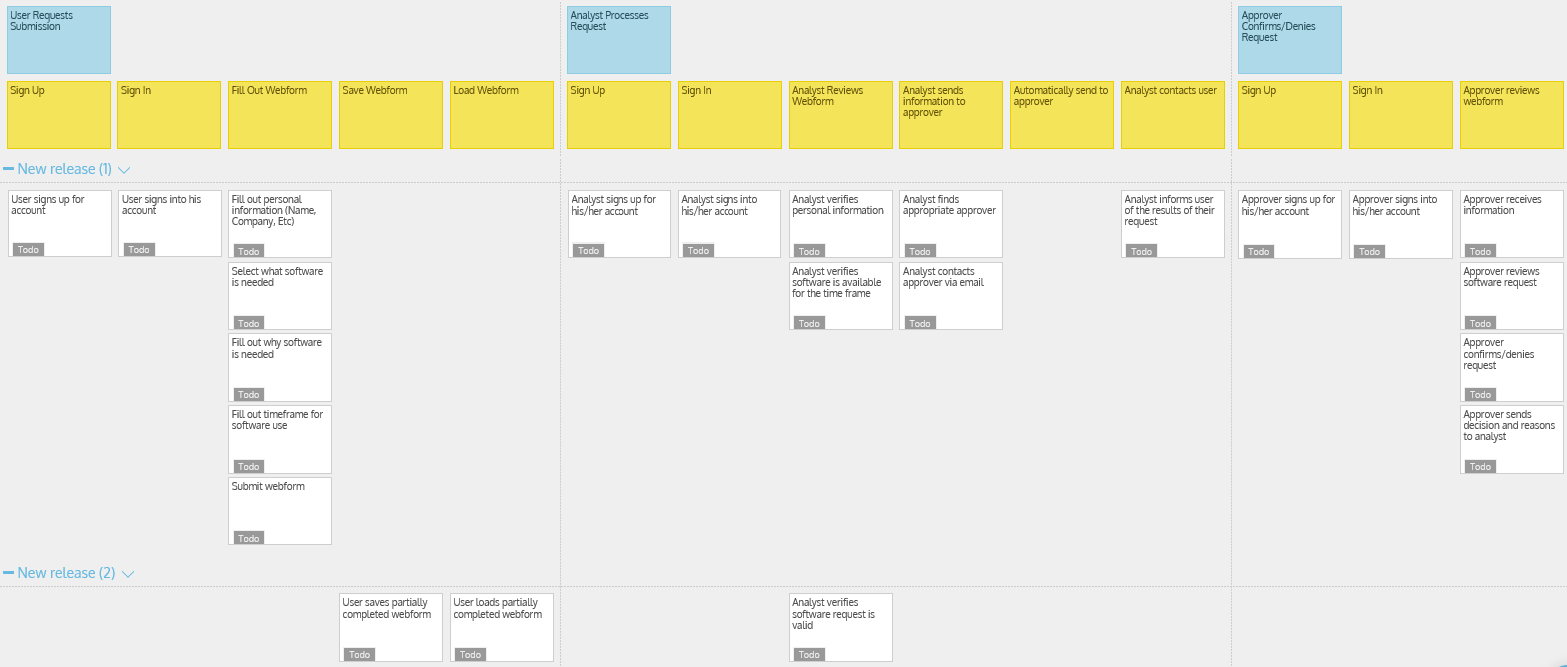 User Requests
Submission
Analyst Processes
Request
Approver
Confirms/Denies
Request
Sign Up
Sign In
Fill Out Webform
Save Webform
Load Webform
Sign Up
Sign In
Analyst Reviews
Webform
Analyst sends
information to
approver
Automatically send to
approver
Analyst contacts user
Sign Up
Sign In
Approver reviews
webform
New release (1)
User signs up for
account
Todo
User signs into his
account
Todo
Fill out personal
information (Name,
Company, Etc)
Todo
Analyst signs up for
his/her account
Todo
Analyst signs into
his/her account
Todo
Analyst verifies
personal information
Todo
Analyst finds
appropriate approver
Todo
Analyst informs user
of the results of their
request
Todo
Approver signs up for
his/her account
Todo
Approver signs into
his/her account
Todo
Approver receives
information
Todo
Select what software
is needed
Todo
Analyst verifies
software is available
for the time frame
Todo
Analyst contacts
approver via email
Todo
Approver reviews
software request
Todo
Fill out why software
is needed
Todo
Approver
confirms/denies
request
Todo
Fill out timeframe for
software use
Todo
Approver sends
decision and reasons
to analyst
Todo
Submit webform
Todo
New release (2)
User saves partially
completed webform
Todo
User loads partially
completed webform
Todo
Analyst verifies
software request is
valid
Todo